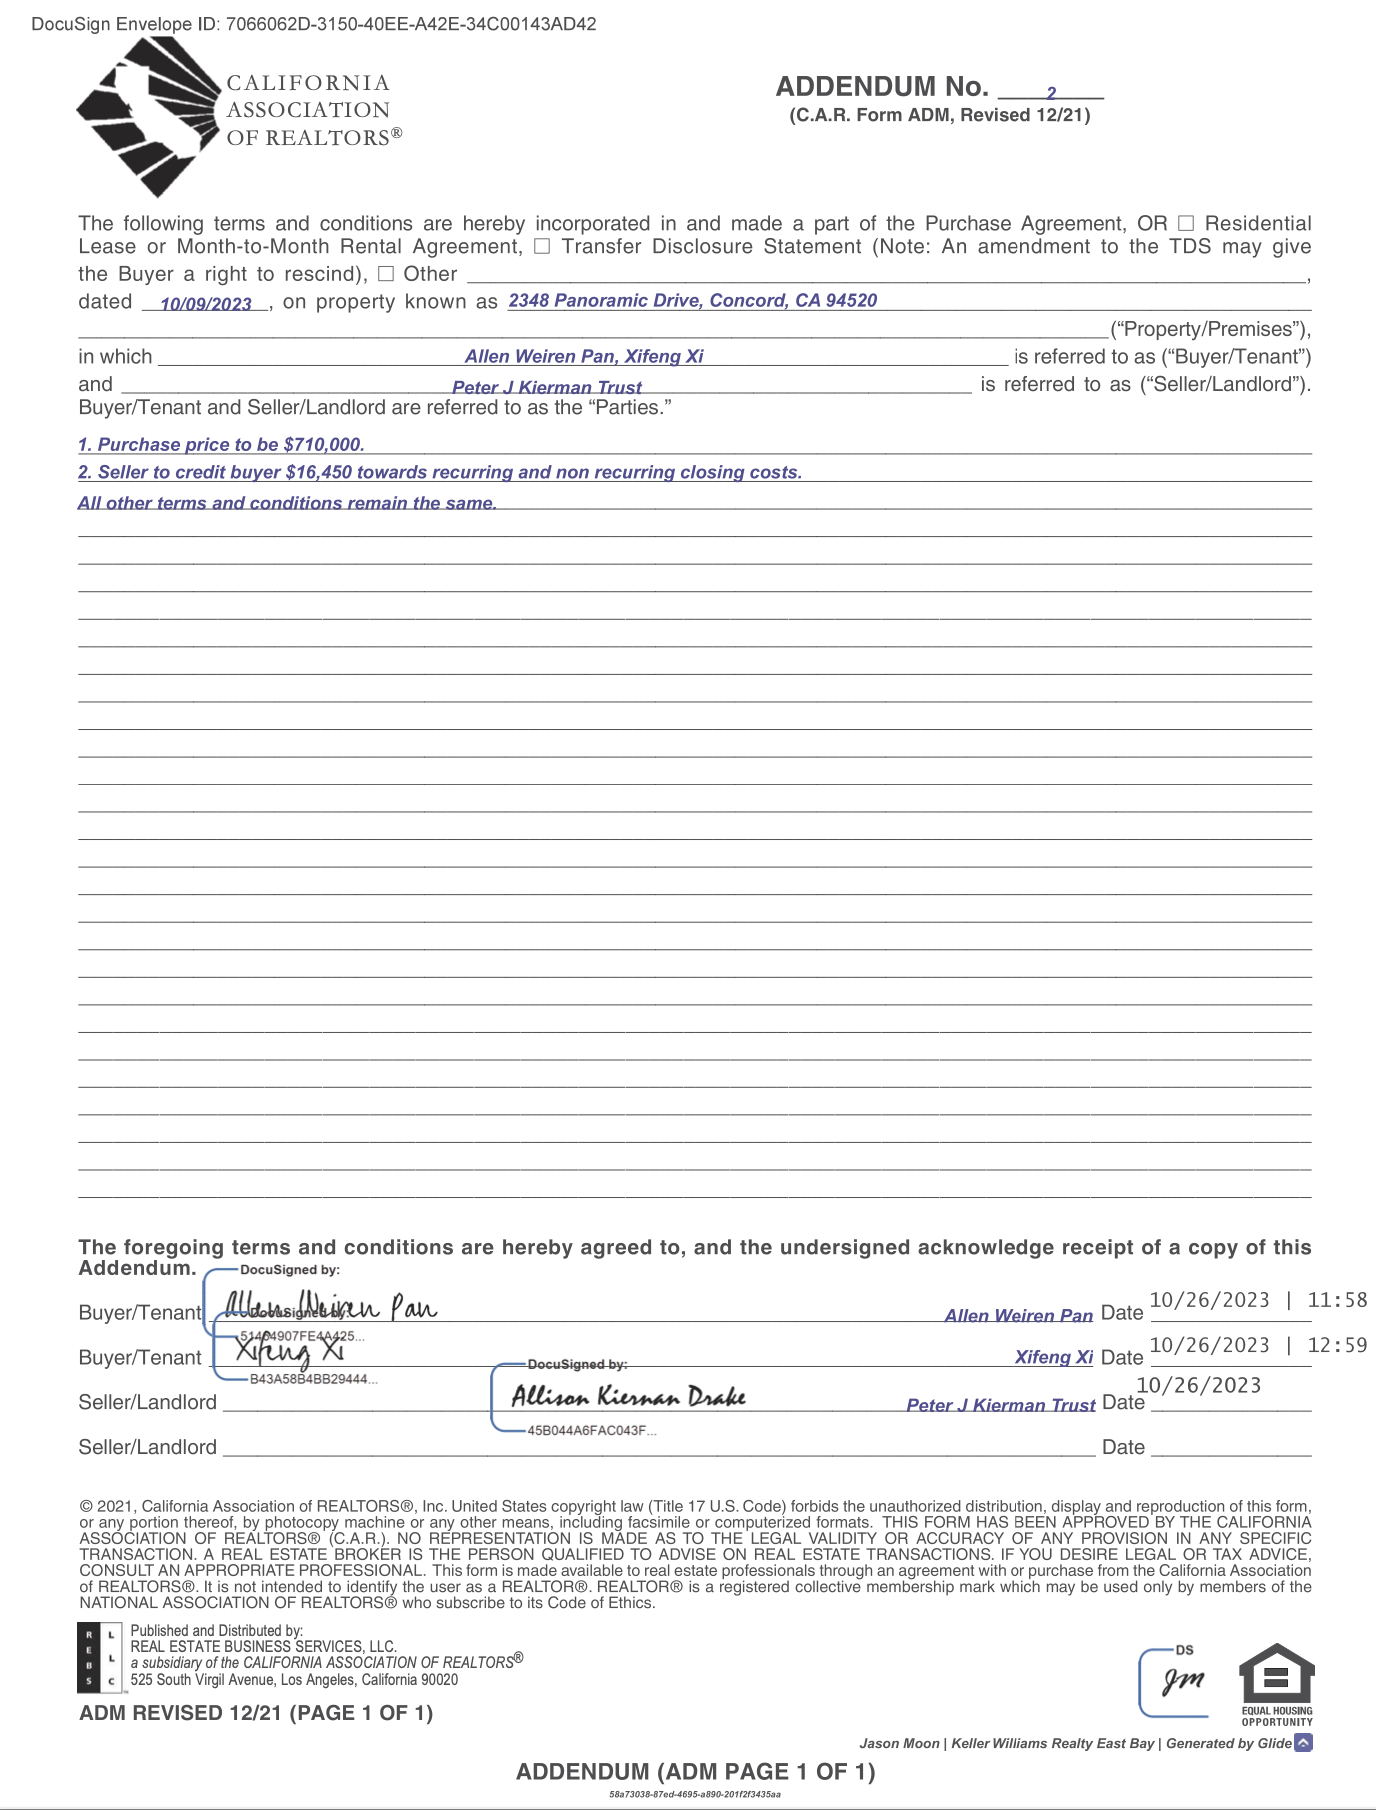 DocuSign Envelope ID: 7066062D-3150-40EE-A42E-34C00143AD42
CALIFORNIA
ASSOCIATION
OF REALTORS®
ADDENDUM No. 2
(C.A.R. Form ADM, Revised 12/21)
The following terms and conditions are hereby incorporated in and made a part of the Purchase Agreement, OR ☐ Residential
Lease or Month-to-Month Rental Agreement, ☐ Transfer Disclosure Statement (Note: An amendment to the TDS may give
the Buyer a right to rescind), ☐ Other ,
dated 10/09/2023 , on property known as 2348 Panoramic Drive, Concord, CA 94520
(“Property/Premises”),
in which Allen Weiren Pan, Xifeng Xi is referred to as (“Buyer/Tenant”)
and Peter J Kierman Trust is referred to as (“Seller/Landlord”).
Buyer/Tenant and Seller/Landlord are referred to as the “Parties.”
1. Purchase price to be $710,000.
2. Seller to credit buyer $16,450 towards recurring and non recurring closing costs.
All other terms and conditions remain the same.
The foregoing terms and conditions are hereby agreed to, and the undersigned acknowledge receipt of a copy of this
Addendum.
DocuSigned by:
Buyer/Tenant Allen Weiren Pan Allen Weiren Pan Date 10/26/2023 | 11:58
DocuSigned by:
51464907FE4A425...
Buyer/Tenant Xifeng Xi Xifeng Xi Date 10/26/2023 | 12:59
B43A58B4BB29444...
DocuSigned by:
Seller/Landlord Allison Kiernan Drake Peter J Kierman Trust Date 10/26/2023
45B044A6FAC043F...
Seller/Landlord Date
© 2021, California Association of REALTORS®, Inc. United States copyright law (Title 17 U.S. Code) forbids the unauthorized distribution, display and reproduction of this form,
or any portion thereof, by photocopy machine or any other means, including facsimile or computerized formats. THIS FORM HAS BEEN APPROVED BY THE CALIFORNIA
ASSOCIATION OF REALTORS® (C.A.R.). NO REPRESENTATION IS MADE AS TO THE LEGAL VALIDITY OR ACCURACY OF ANY PROVISION IN ANY SPECIFIC
TRANSACTION. A REAL ESTATE BROKER IS THE PERSON QUALIFIED TO ADVISE ON REAL ESTATE TRANSACTIONS. IF YOU DESIRE LEGAL OR TAX ADVICE,
CONSULT AN APPROPRIATE PROFESSIONAL. This form is made available to real estate professionals through an agreement with or purchase from the California Association
of REALTORS®. It is not intended to identify the user as a REALTOR®. REALTOR® is a registered collective membership mark which may be used only by members of the
NATIONAL ASSOCIATION OF REALTORS® who subscribe to its Code of Ethics.
REBS LLC
Published and Distributed by:
REAL ESTATE BUSINESS SERVICES, LLC.
a subsidiary of the CALIFORNIA ASSOCIATION OF REALTORS®
525 South Virgil Avenue, Los Angeles, California 90020
DS
JM
EQUAL HOUSING
OPPORTUNITY
ADM REVISED 12/21 (PAGE 1 OF 1)
Jason Moon | Keller Williams Realty East Bay | Generated by Glide
ADDENDUM (ADM PAGE 1 OF 1)
58a73038-87ed-4695-a890-201f2f3435aa